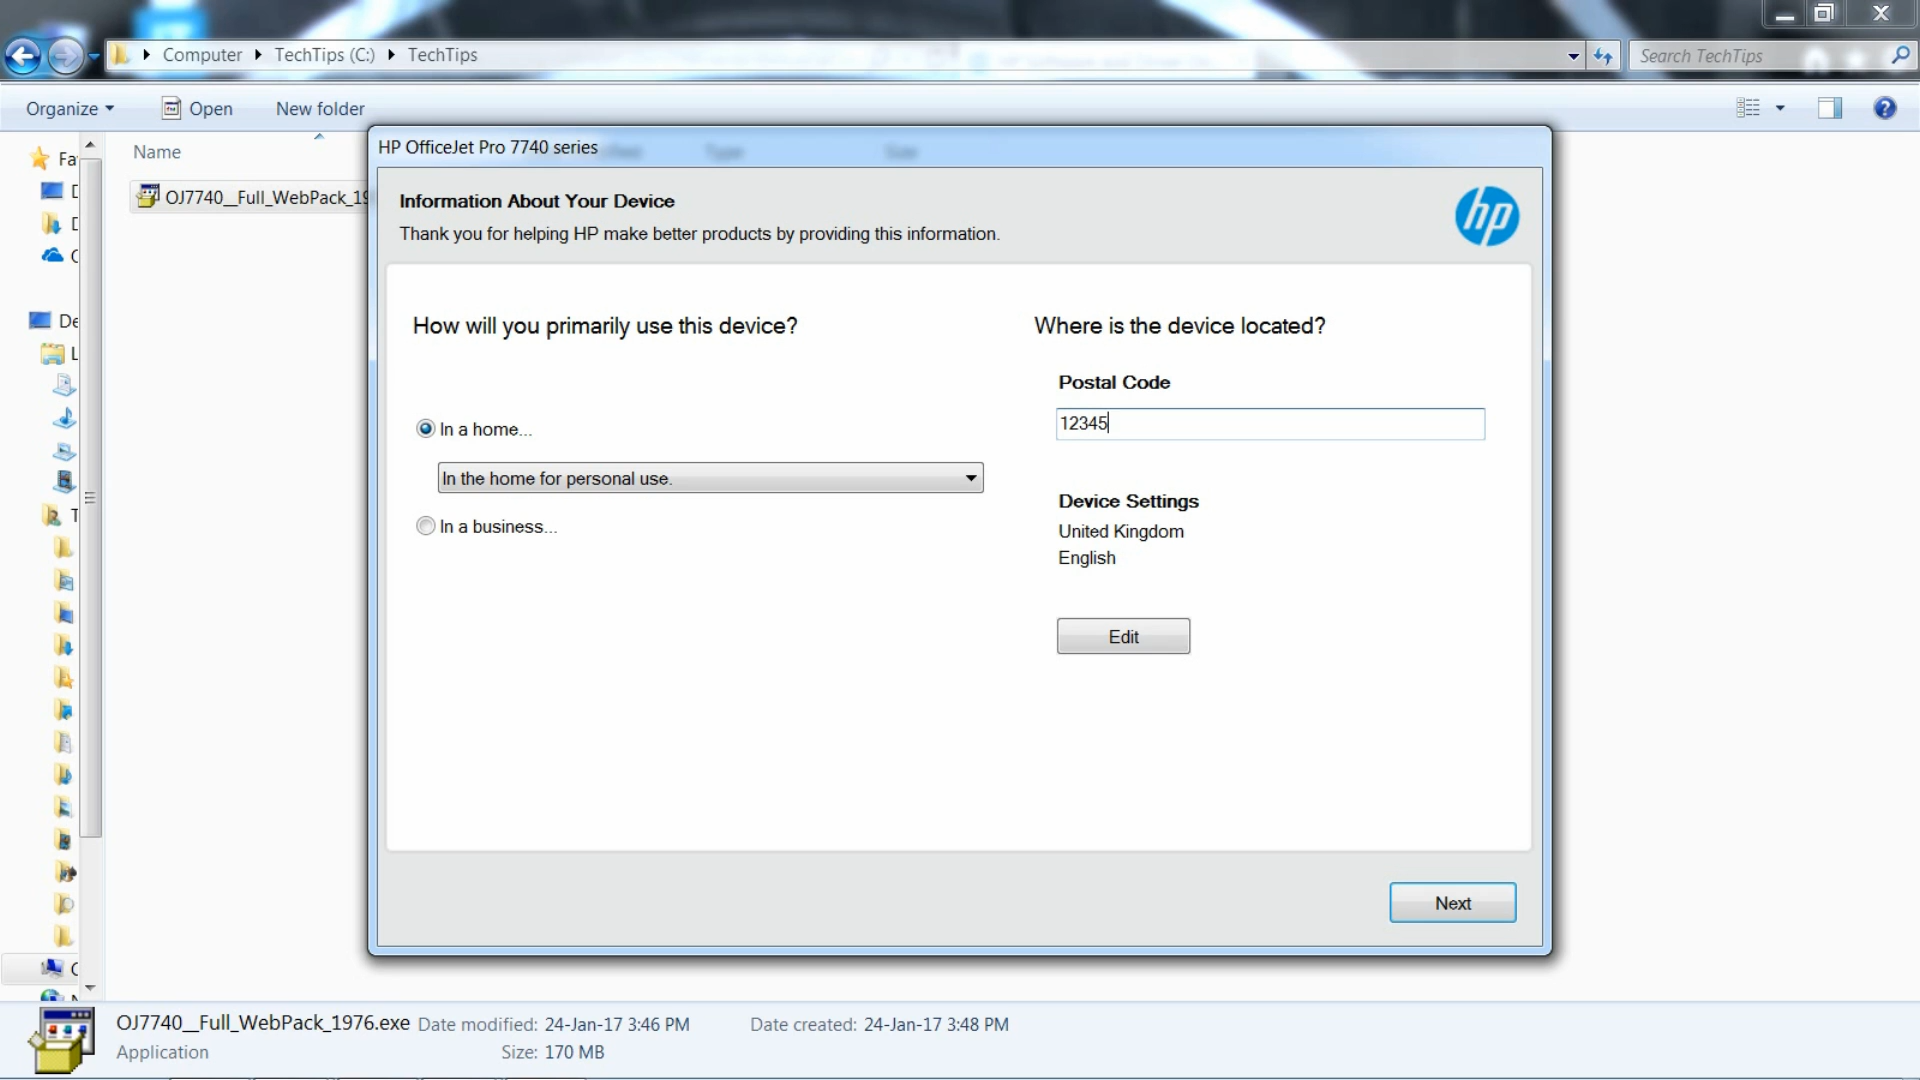 Computer TechTips (C:) TechTips
Search TechTips
Organize Open New folder
Name
OJ7740__Full_WebPack_19
HP OfficeJet Pro 7740 series
Type Size
Information About Your Device
Thank you for helping HP make better products by providing this information.
hp
How will you primarily use this device?
Where is the device located?
Postal Code
12345
In a home...
In the home for personal use.
In a business...
Device Settings
United Kingdom
English
Edit
Next
Fa
D
D
De
L
T
OJ7740__Full_WebPack_1976.exe Date modified: 24-Jan-17 3:46 PM Date created: 24-Jan-17 3:48 PM
Application Size: 170 MB